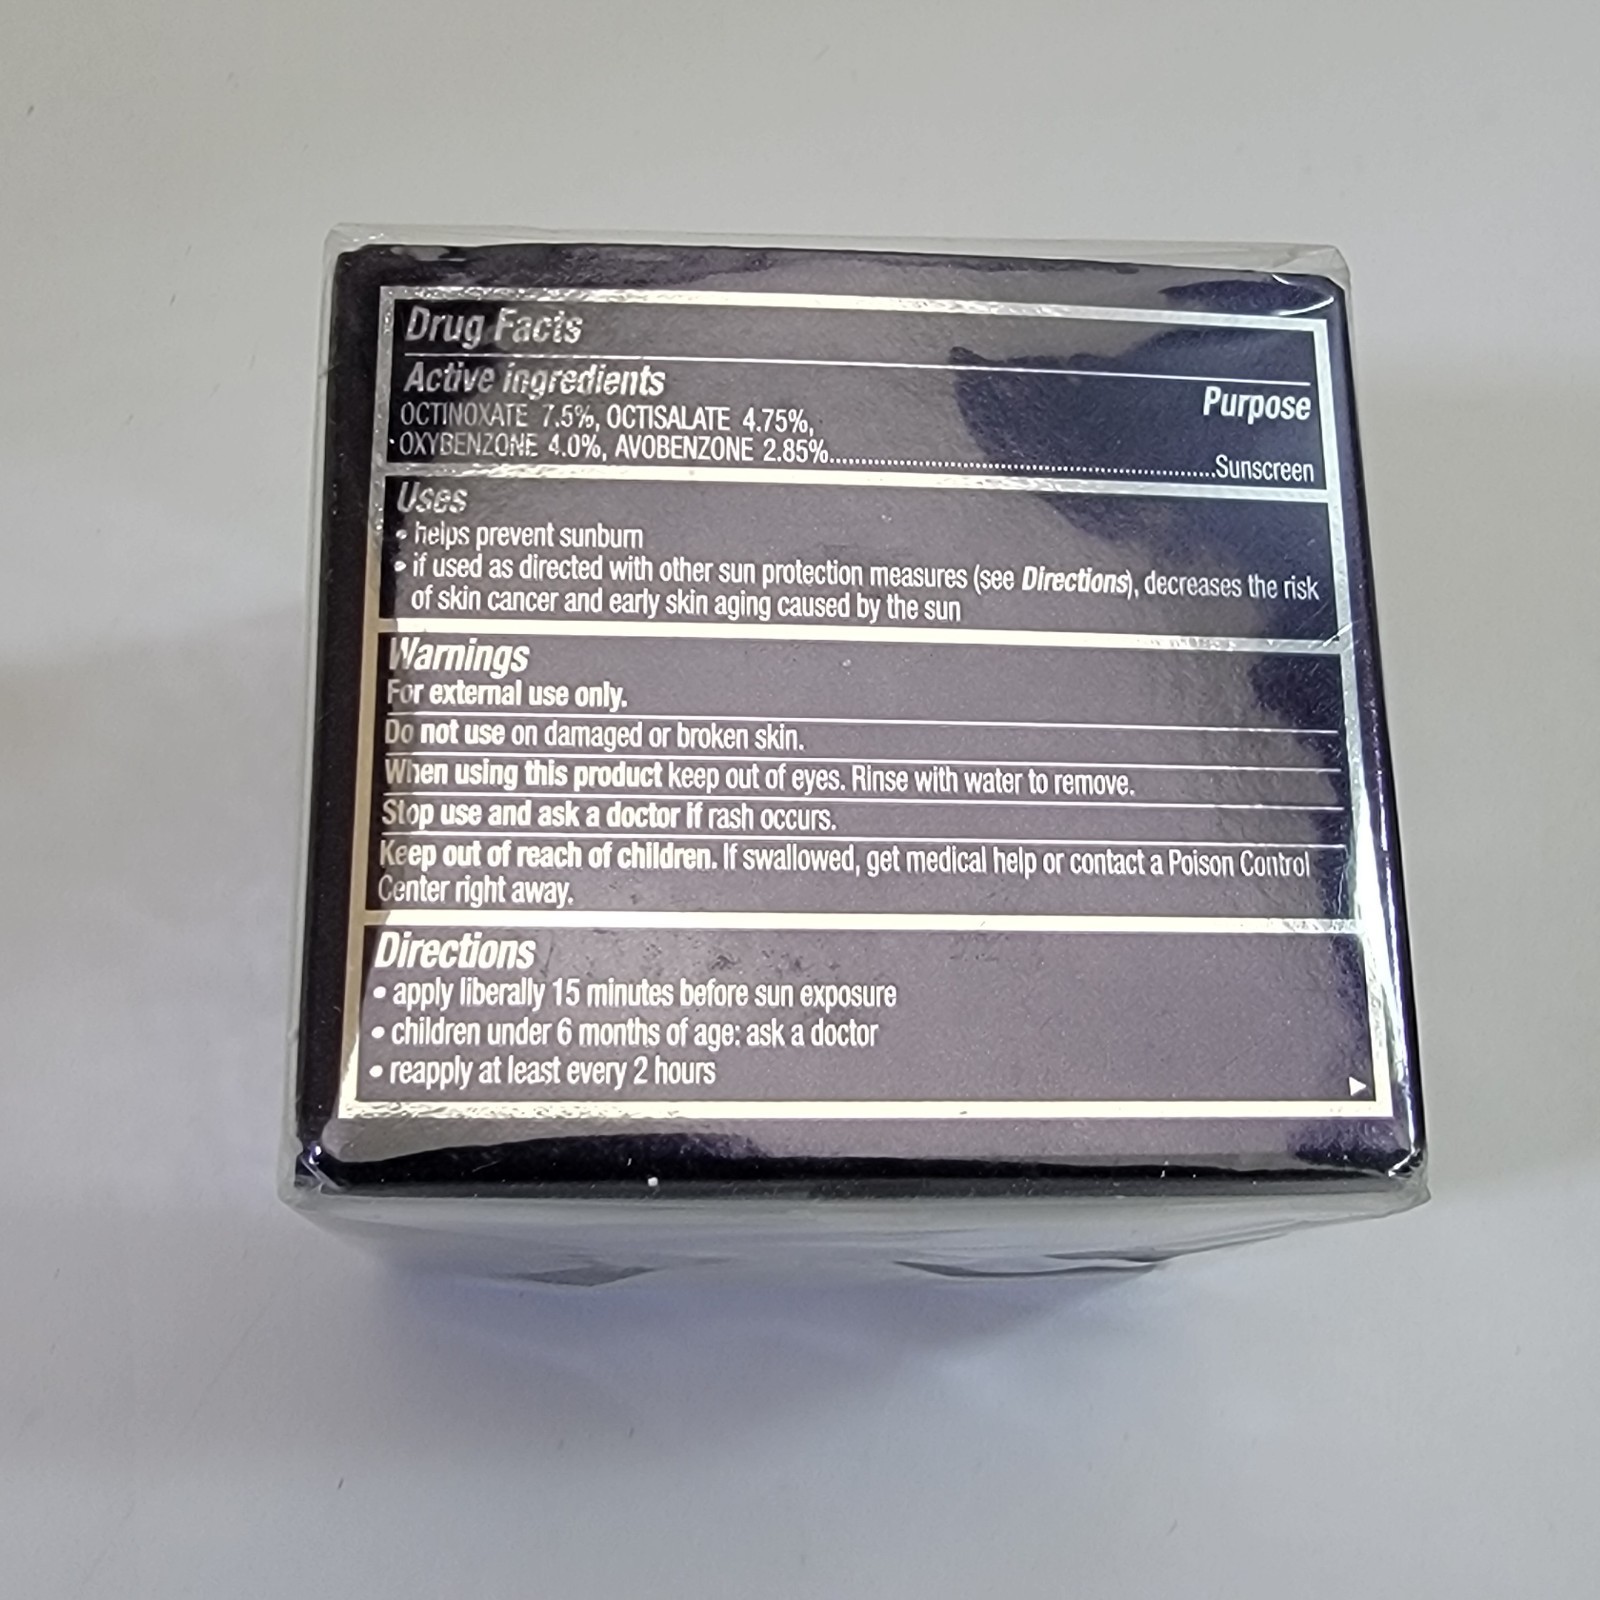 Drug Facts
Active ingredients
Purpose
OCTINOXATE 7.5%, OCTISALATE 4.75%,
OXYBENZONE 4.0%, AVOBENZONE 2.85%..........................................................Sunscreen
Uses
• helps prevent sunburn
• if used as directed with other sun protection measures (see Directions), decreases the risk
of skin cancer and early skin aging caused by the sun
Warnings
For external use only.
Do not use on damaged or broken skin.
When using this product keep out of eyes. Rinse with water to remove.
Stop use and ask a doctor if rash occurs.
Keep out of reach of children. If swallowed, get medical help or contact a Poison Control
Center right away.
Directions
• apply liberally 15 minutes before sun exposure
• children under 6 months of age: ask a doctor
• reapply at least every 2 hours